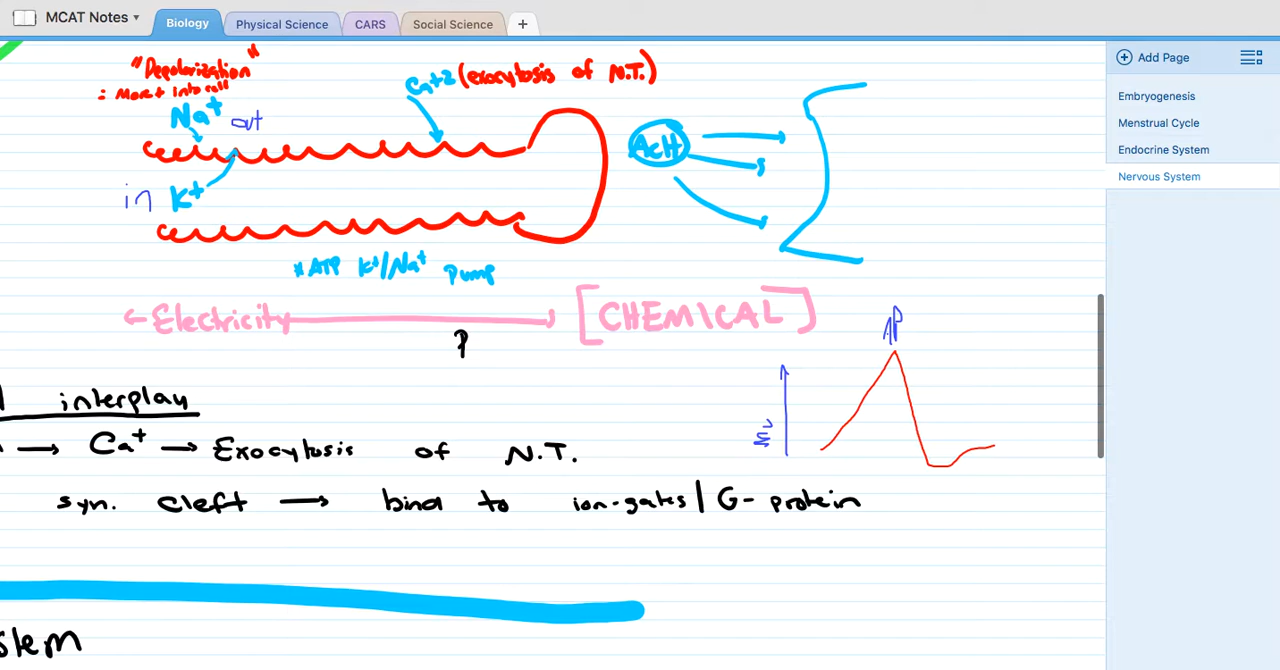 MCAT Notes
Biology
Physical Science
CARS
Social Science
+
Add Page
Embryogenesis
Menstrual Cycle
Endocrine System
Nervous System
"Depolarization"
: More + into cell
Na+
out
Ca+2 (exocytosis of N.T.)
AcH
in K+
*ATP K+/Na+ pump
← Electricity → [CHEMICAL]
P
AP
mv
interplay
→ Ca+ → Exocytosis of N.T.
syn. cleft → bind to ion-gates | G-protein
stem